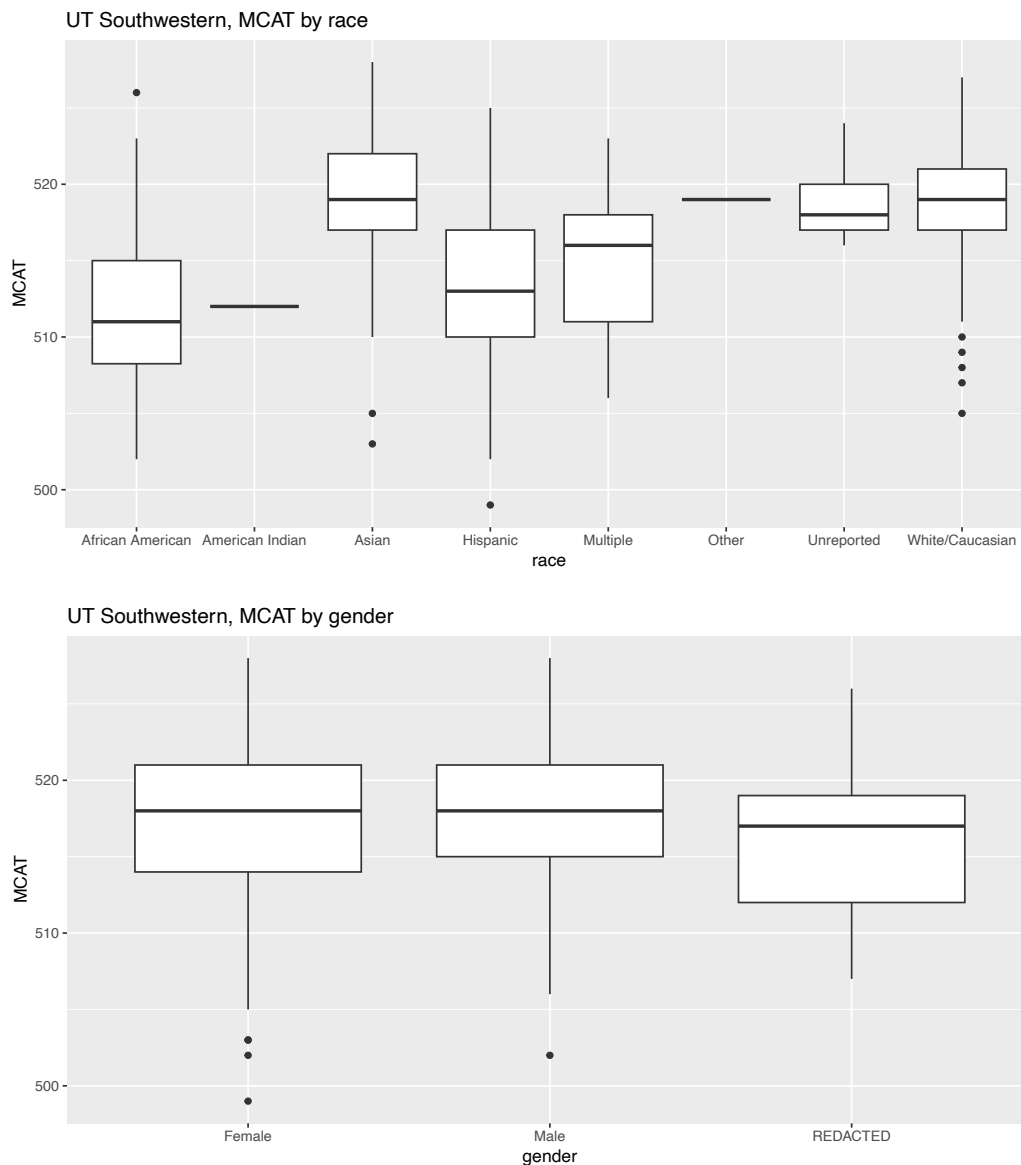 UT Southwestern, MCAT by race
MCAT
520
510
500
African American American Indian Asian Hispanic Multiple Other Unreported White/Caucasian
race
UT Southwestern, MCAT by gender
MCAT
520
510
500
Female Male REDACTED
gender